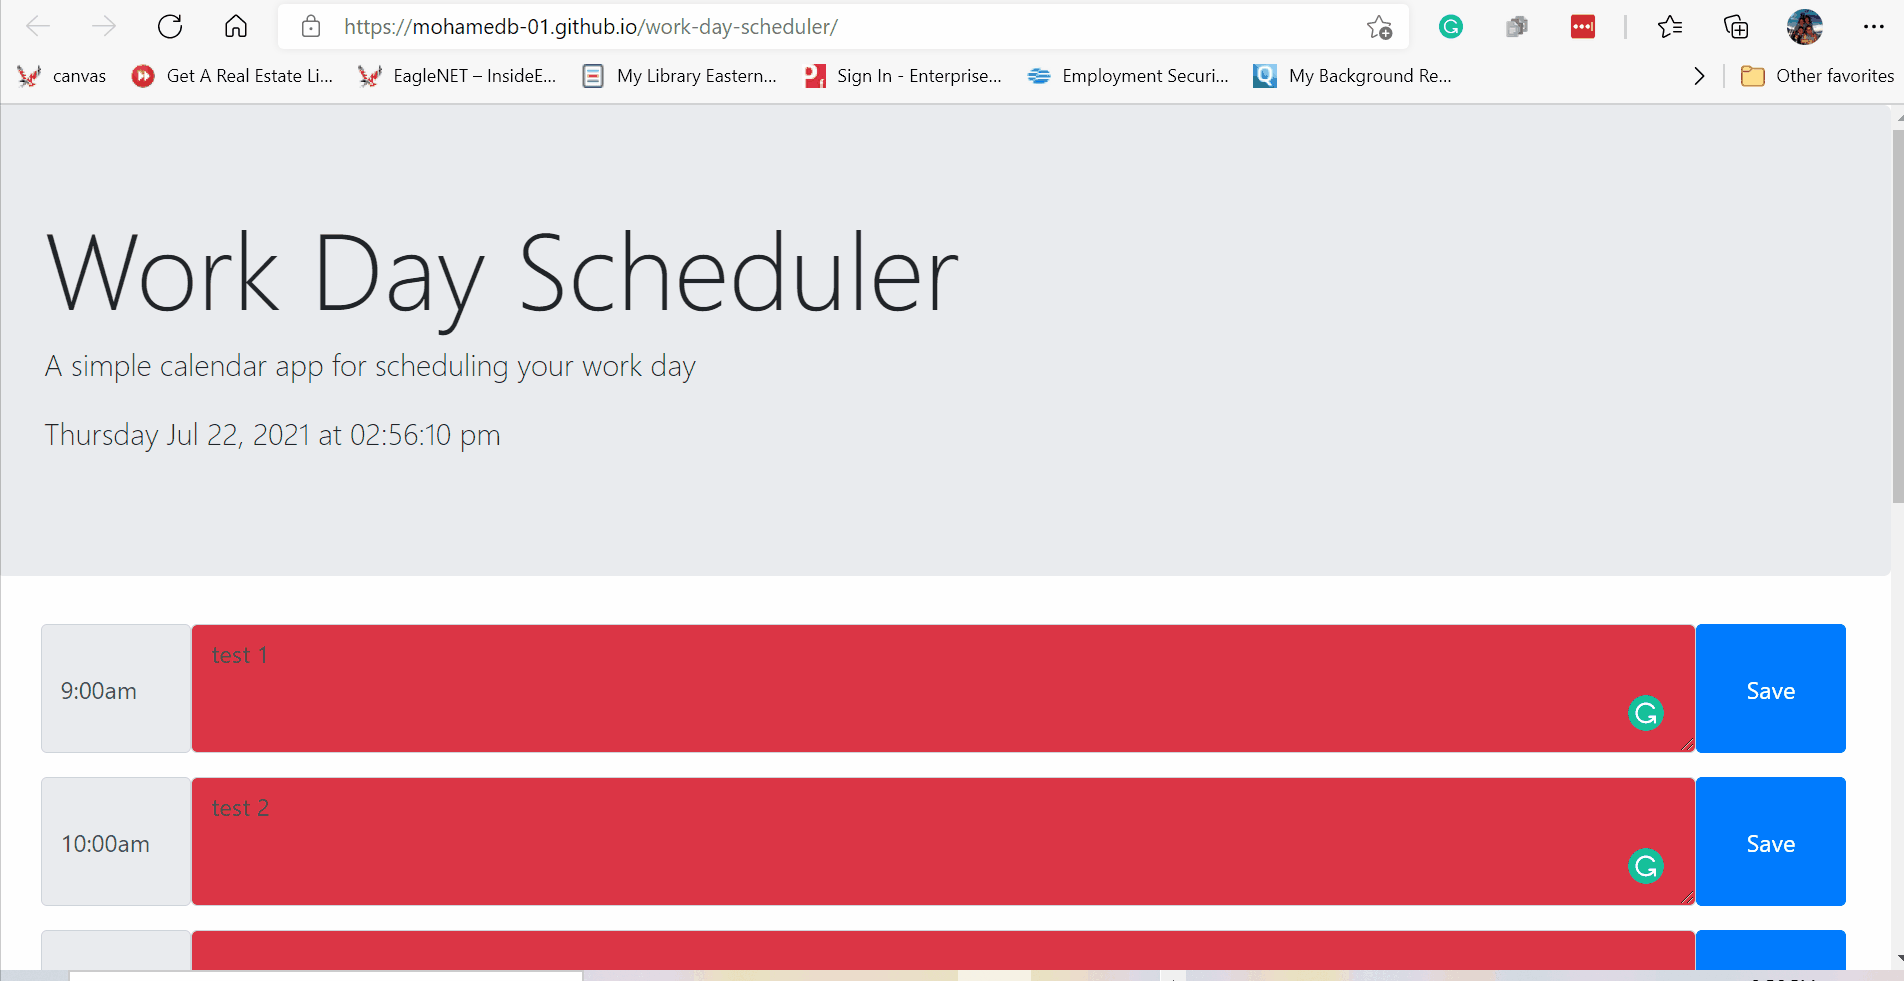 https://mohamedb-01.github.io/work-day-scheduler/
canvas Get A Real Estate Li... EagleNET – InsideE... My Library Eastern... Sign In - Enterprise... Employment Securi... My Background Re... Other favorites
Work Day Scheduler
A simple calendar app for scheduling your work day
Thursday Jul 22, 2021 at 02:56:10 pm
test 1
9:00am Save
test 2
10:00am Save